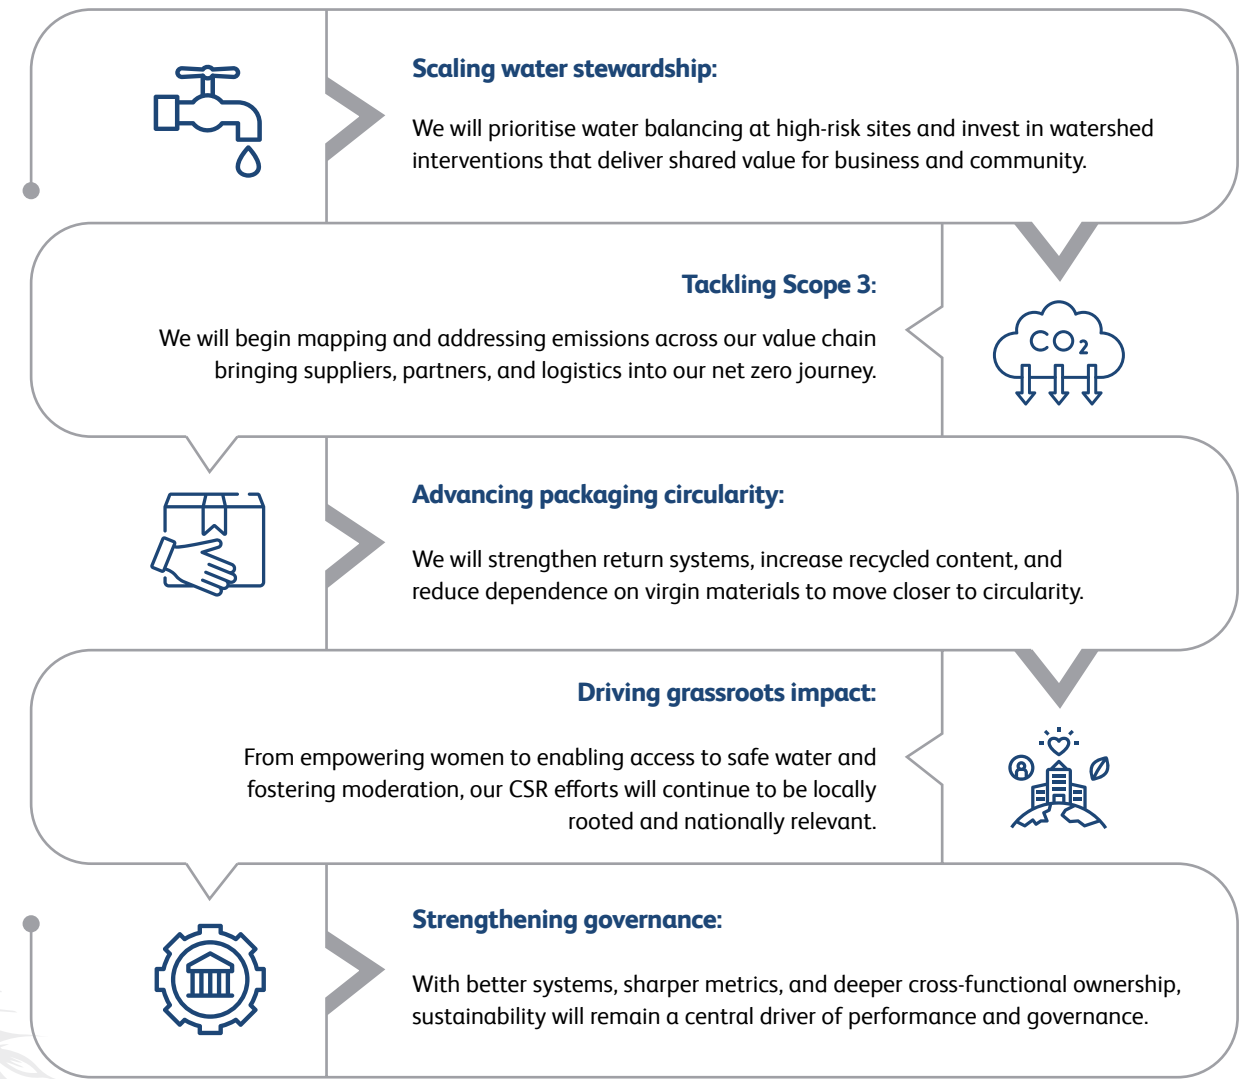 Scaling water stewardship:
We will prioritise water balancing at high-risk sites and invest in watershed
interventions that deliver shared value for business and community.
Tackling Scope 3:
We will begin mapping and addressing emissions across our value chain
bringing suppliers, partners, and logistics into our net zero journey.
CO2
Advancing packaging circularity:
We will strengthen return systems, increase recycled content, and
reduce dependence on virgin materials to move closer to circularity.
Driving grassroots impact:
From empowering women to enabling access to safe water and
fostering moderation, our CSR efforts will continue to be locally
rooted and nationally relevant.
Strengthening governance:
With better systems, sharper metrics, and deeper cross-functional ownership,
sustainability will remain a central driver of performance and governance.